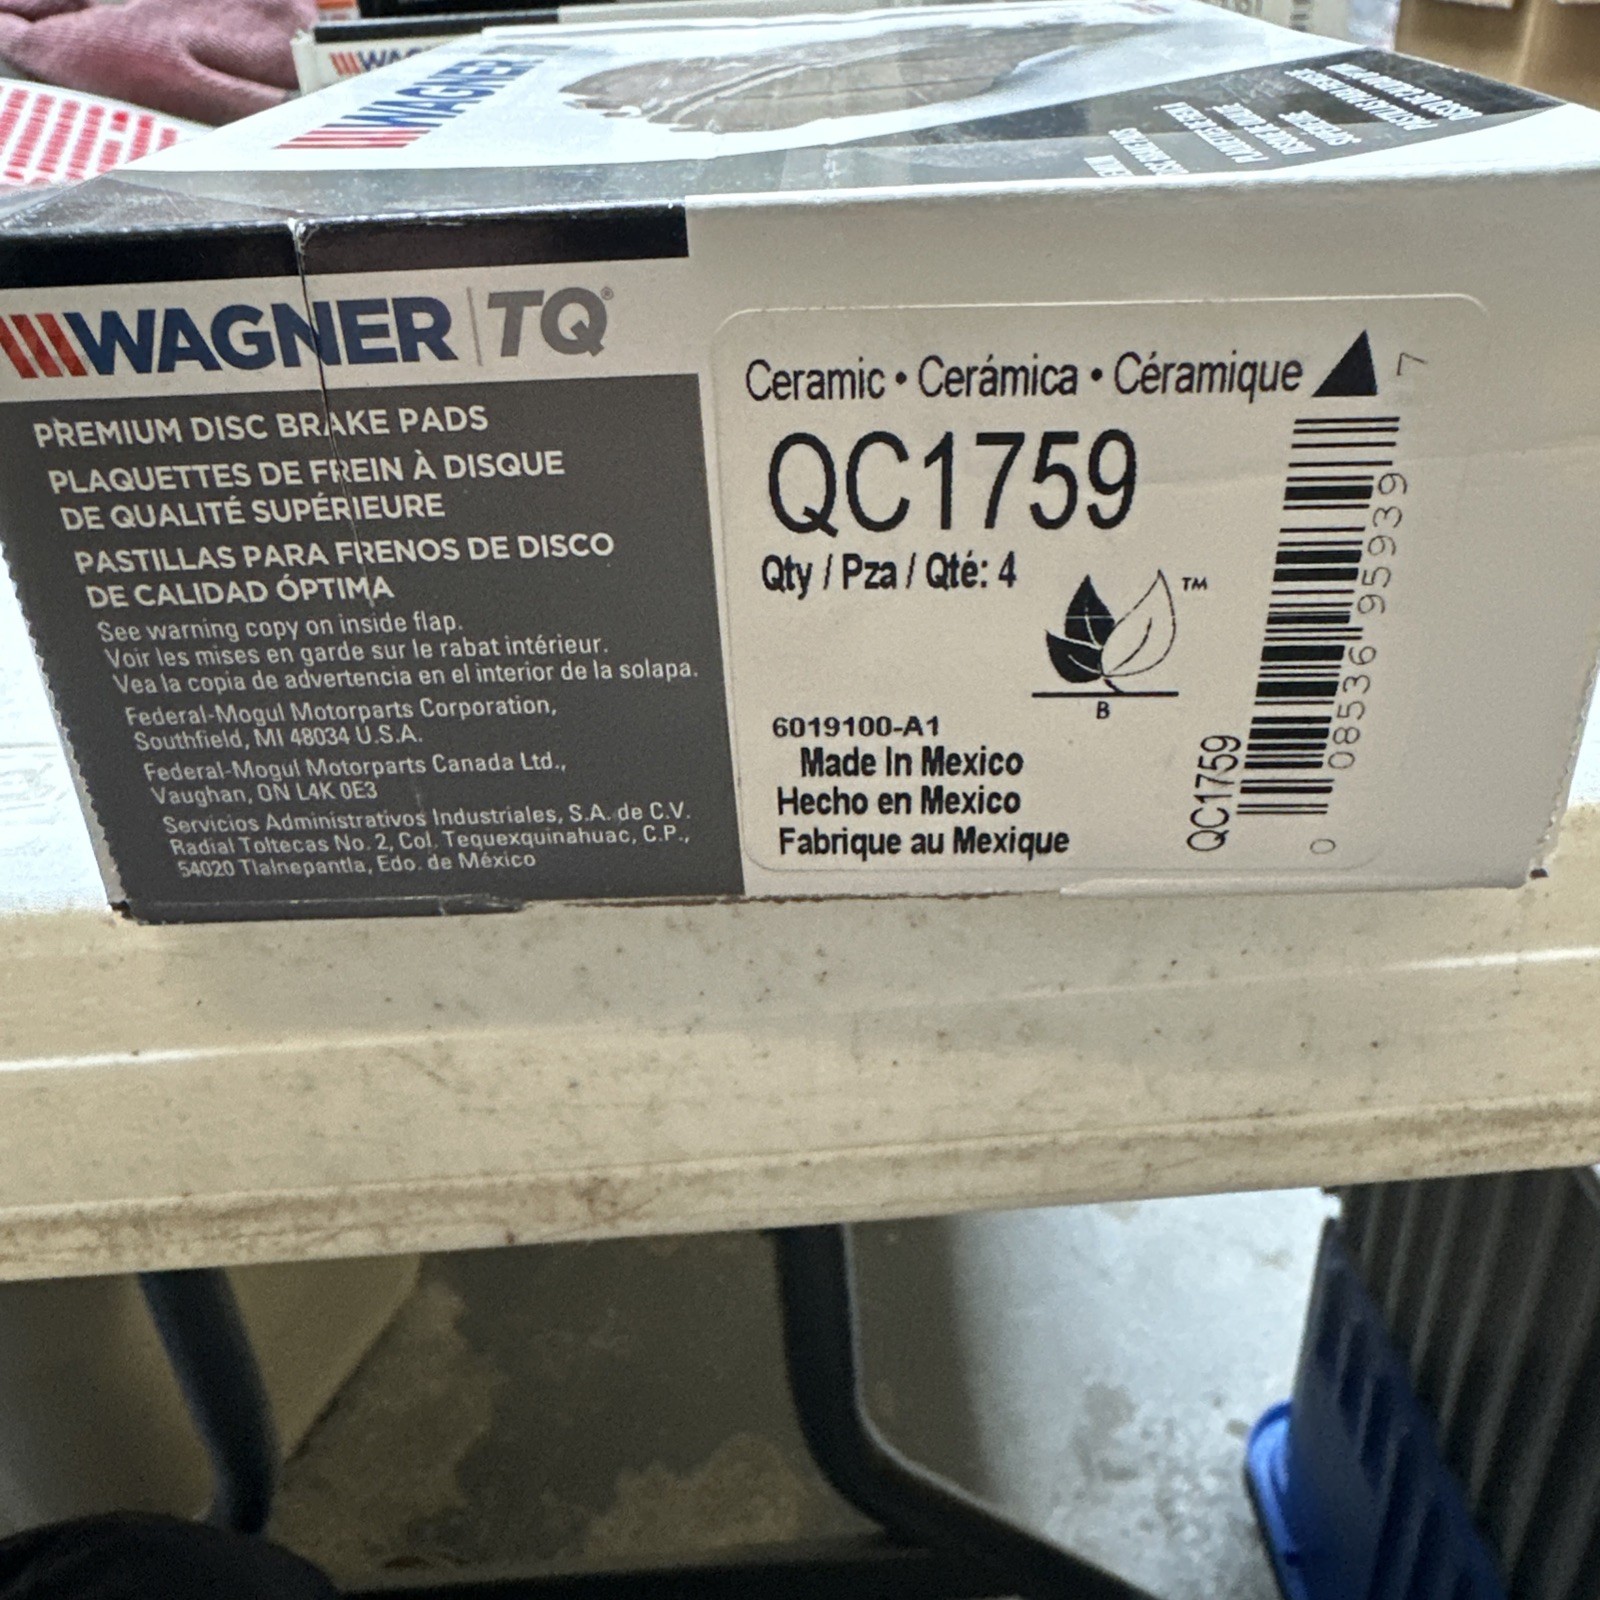 WAGNER
WAGNER TQ®
PREMIUM DISC BRAKE PADS
PLAQUETTES DE FREIN À DISQUE
DE QUALITÉ SUPÉRIEURE
PASTILLAS PARA FRENOS DE DISCO
DE CALIDAD ÓPTIMA
See warning copy on inside flap.
Voir les mises en garde sur le rabat intérieur.
Vea la copia de advertencia en el interior de la solapa.
Federal-Mogul Motorparts Corporation,
Southfield, MI 48034 U.S.A.
Federal-Mogul Motorparts Canada Ltd.,
Vaughan, ON L4K 0E3
Servicios Administrativos Industriales, S.A. de C.V.
Radial Toltecas No. 2, Col. Tequexquinahuac, C.P.,
54020 Tlalnepantla, Edo. de México
Ceramic • Cerámica • Céramique
QC1759
Qty / Pza / Qté: 4
TM
B
6019100-A1
Made In Mexico
Hecho en Mexico
Fabrique au Mexique
QC1759
0 08536 95939 7